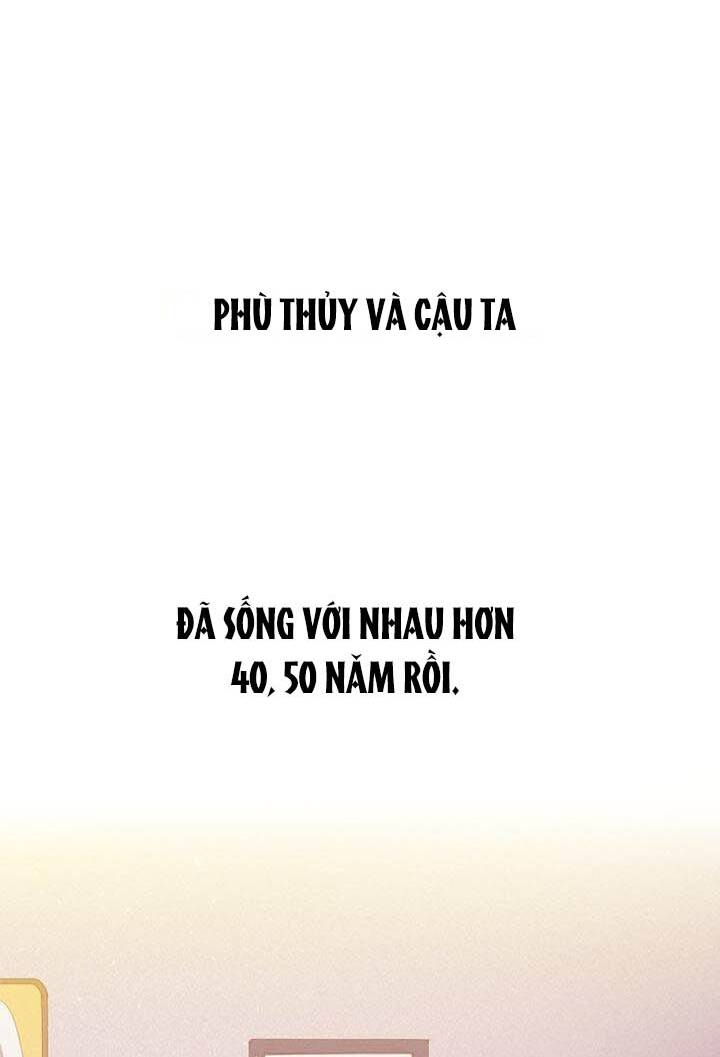 PHÙ THỦY VÀ CẬU TA
ĐÃ SỐNG VỚI NHAU HƠN
40, 50 NĂM RỒI.